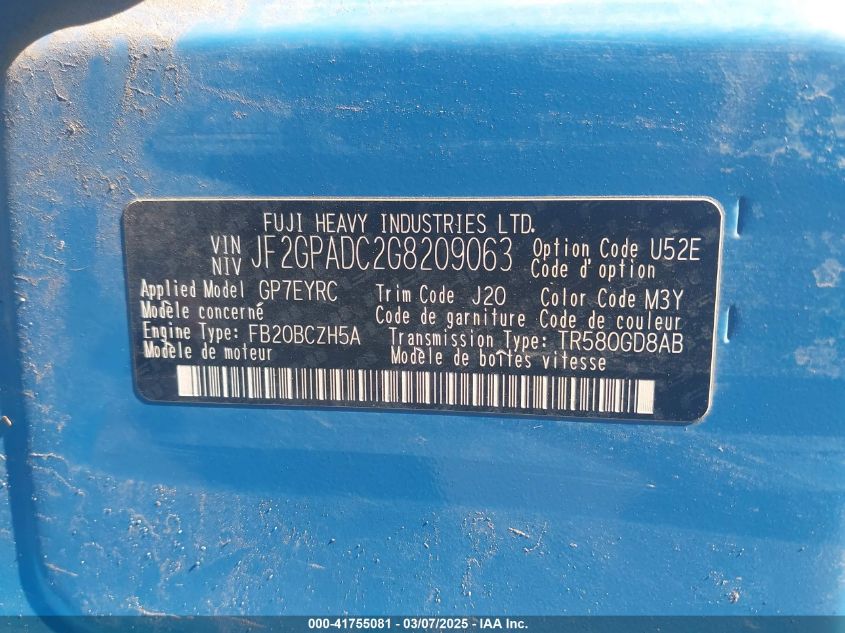 FUJI HEAVY INDUSTRIES LTD.
VIN NIV JF2GPADC2G8209063 Option Code U52E
Code d'option
Applied Model GP7EYRC Trim Code J20 Color Code M3Y
Modèle concerné Code de garniture Code de couleur
Engine Type: FB20BCZH5A Transmission Type: TR580GD8AB
Modèle de moteur Modèle de boîtes vitesse
000-41755081 - 03/07/2025 - IAA Inc.